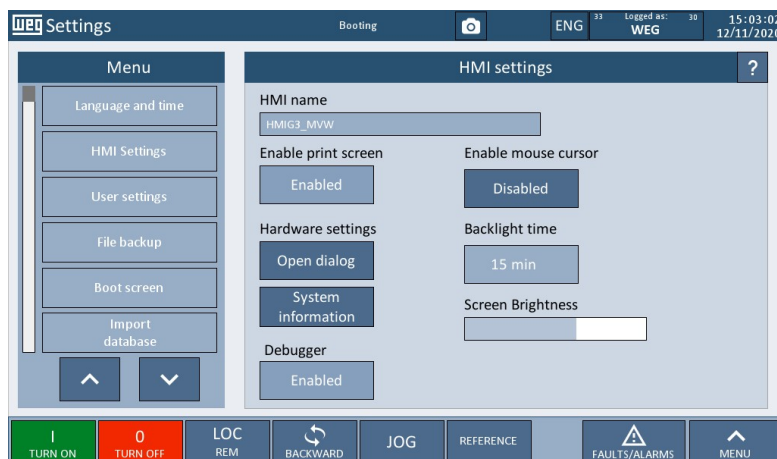 WEG Settings
Booting
ENG
33
Logged as:
30
WEG
15:03:02
12/11/2020
Menu
Language and time
HMI Settings
User settings
File backup
Boot screen
Import
database
HMI settings
?
HMI name
HMIG3_MVW
Enable print screen
Enable mouse cursor
Enabled
Disabled
Hardware settings
Backlight time
Open dialog
15 min
System
information
Screen Brightness
Debugger
Enabled
I
TURN ON
0
TURN OFF
LOC
REM
BACKWARD
JOG
REFERENCE
FAULTS/ALARMS
MENU